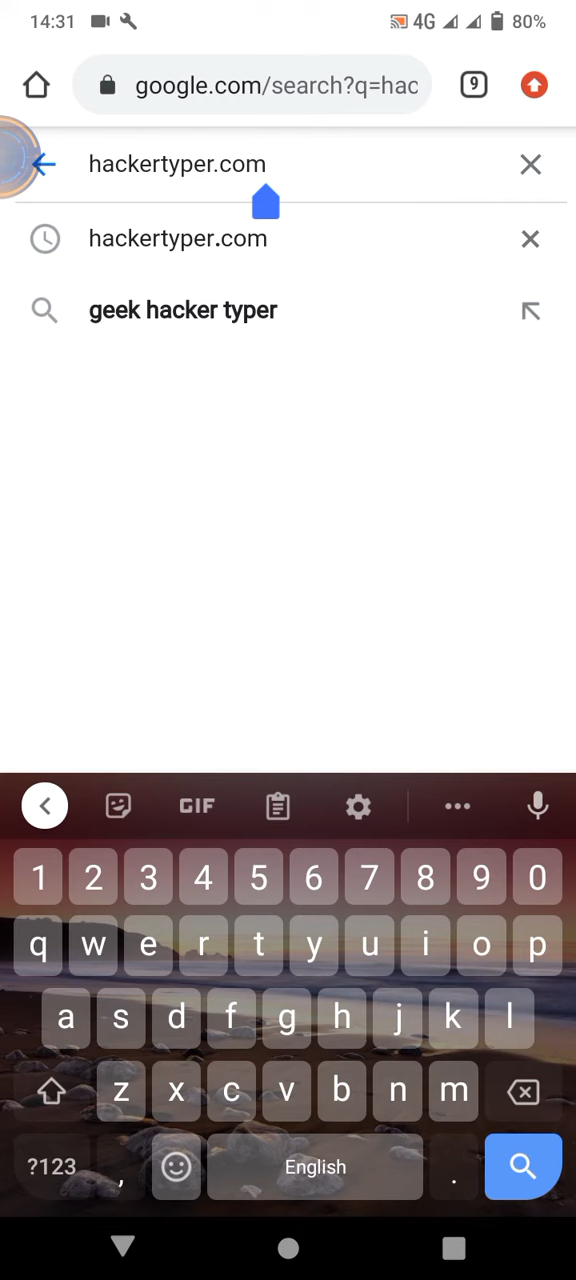 14:31 4G 80%
google.com/search?q=hac 9
hackertyper.com
hackertyper.com
geek hacker typer
GIF
1 2 3 4 5 6 7 8 9 0
q w e r t y u i o p
a s d f g h j k l
z x c v b n m
?123 , English .